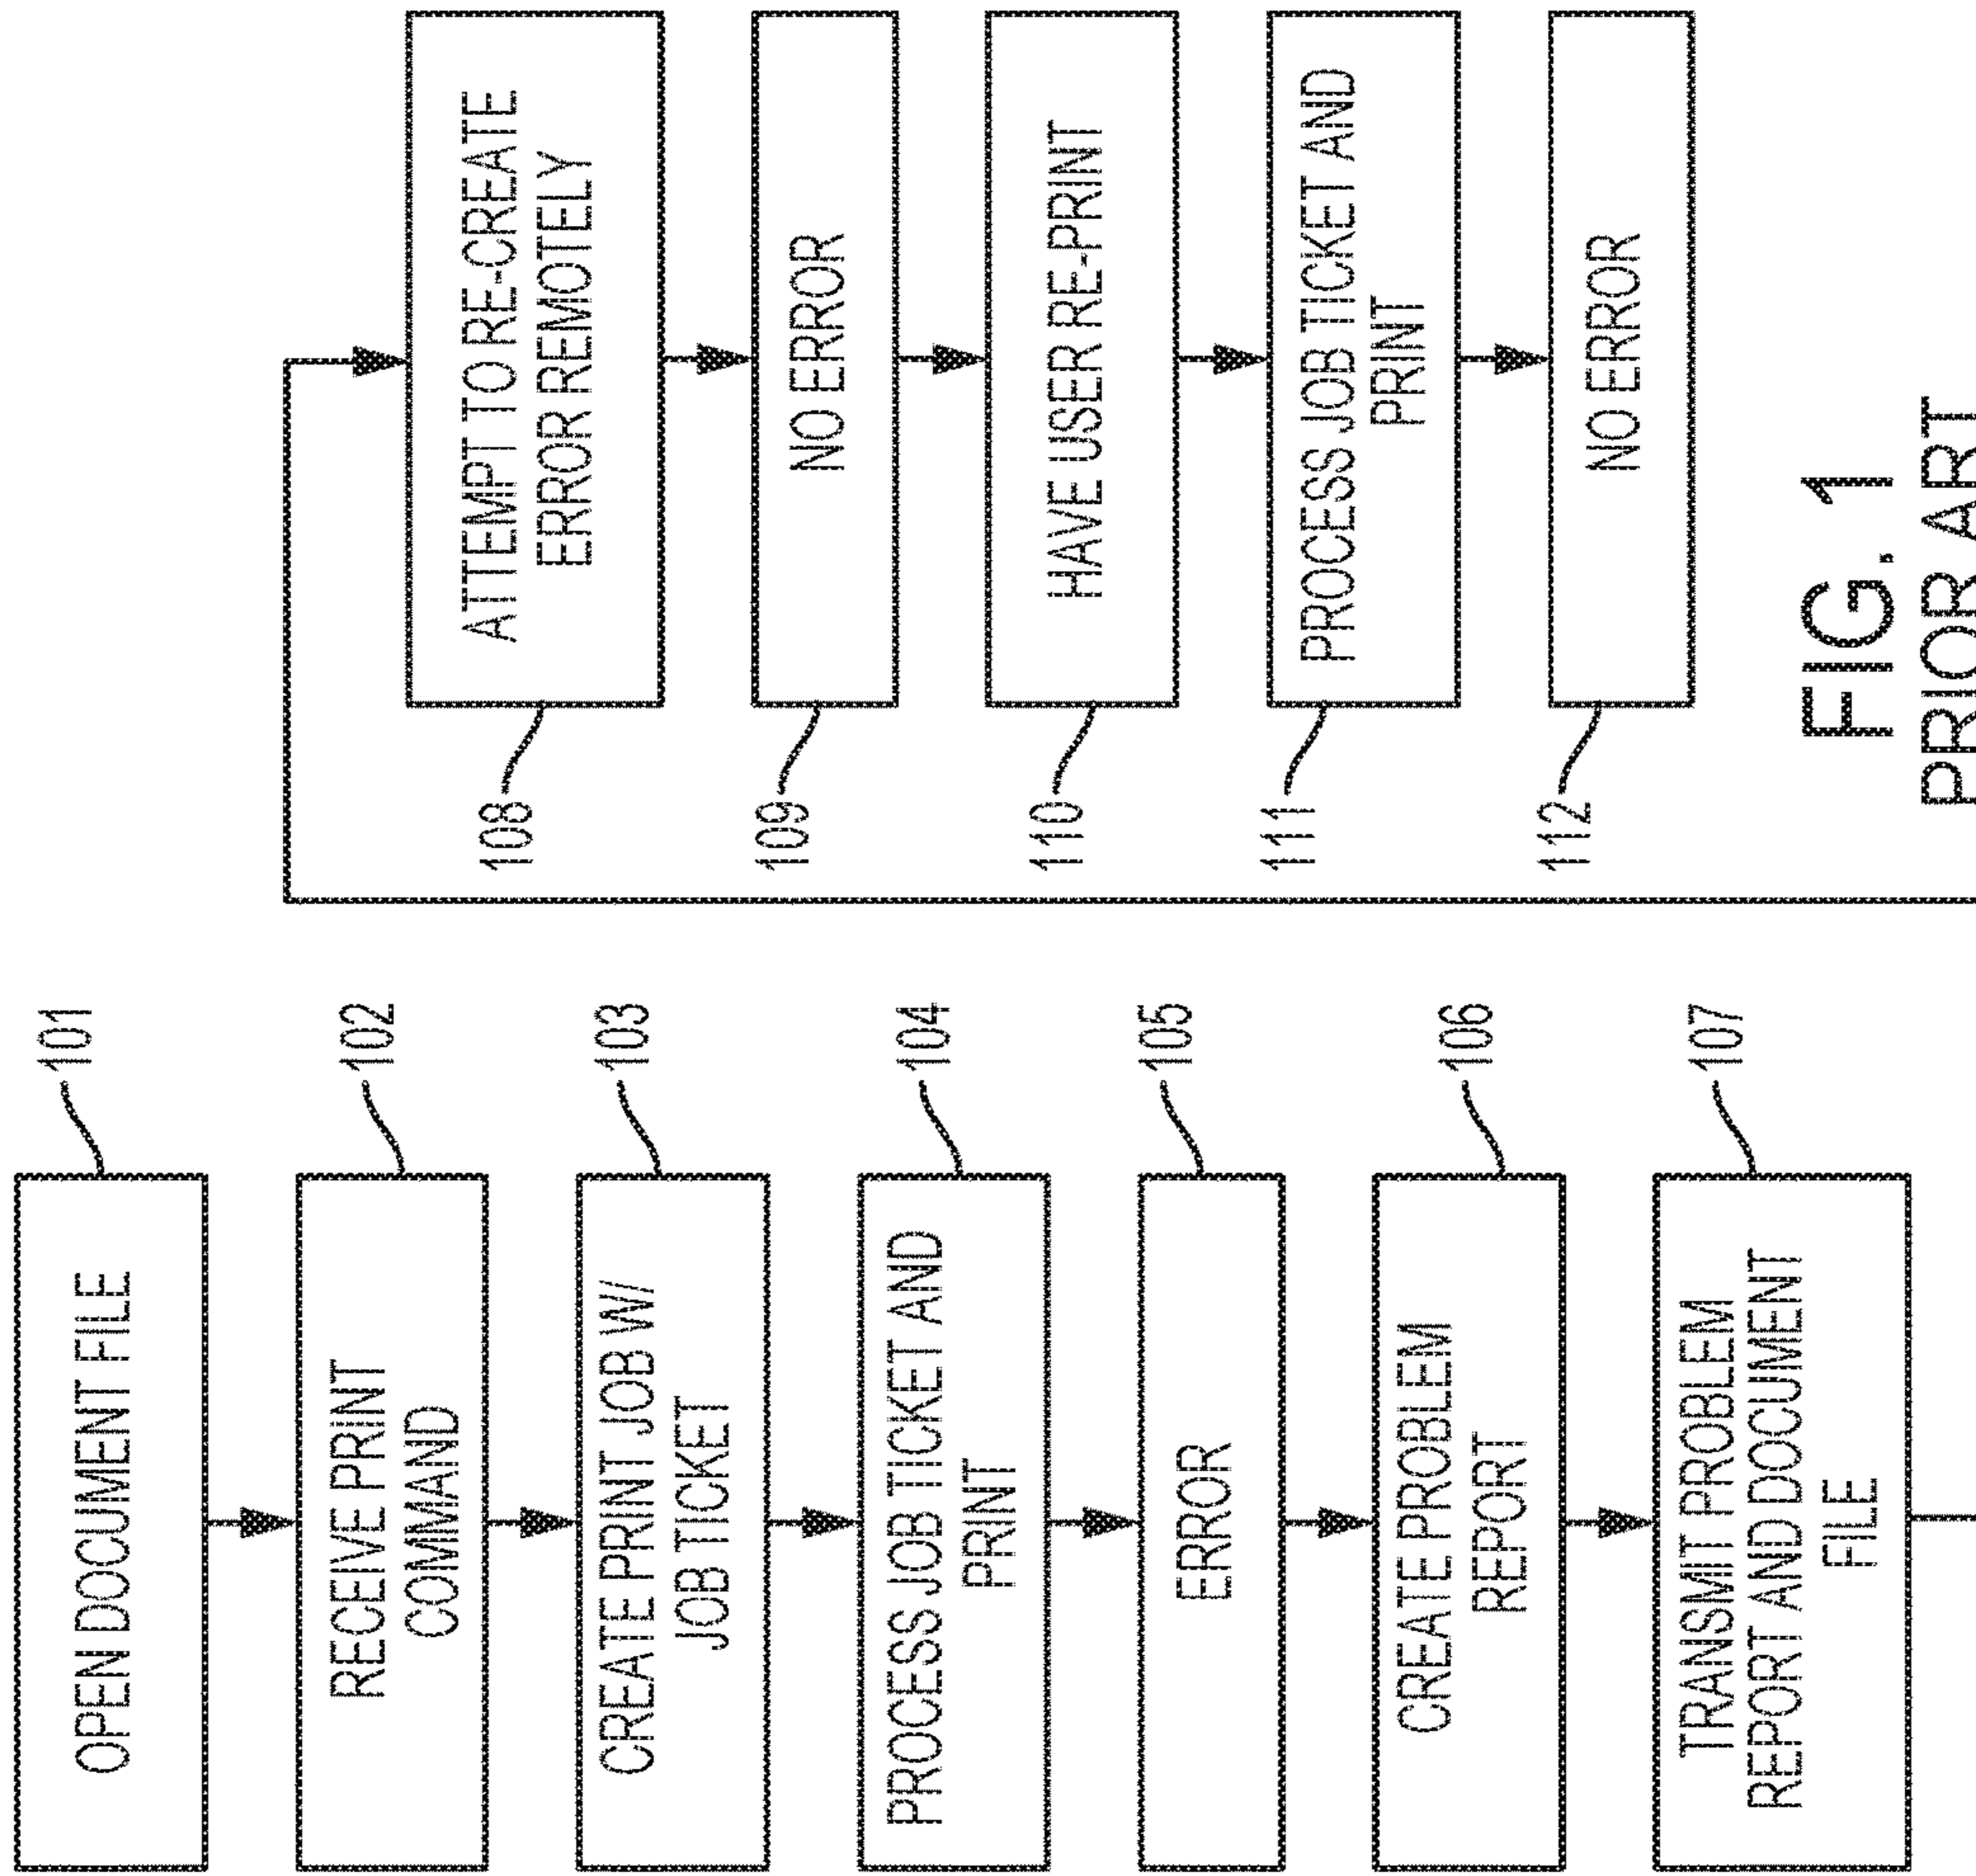 101
OPEN DOCUMENT FILE
102
RECEIVE PRINT
COMMAND
103
CREATE PRINT JOB W/
JOB TICKET
104
PROCESS JOB TICKET AND
PRINT
105
ERROR
106
CREATE PROBLEM
REPORT
107
TRANSMIT PROBLEM
REPORT AND DOCUMENT
FILE
108
ATTEMPT TO RE-CREATE
ERROR REMOTELY
109
NO ERROR
110
HAVE USER RE-PRINT
111
PROCESS JOB TICKET AND
PRINT
112
NO ERROR
FIG. 1
PRIOR ART